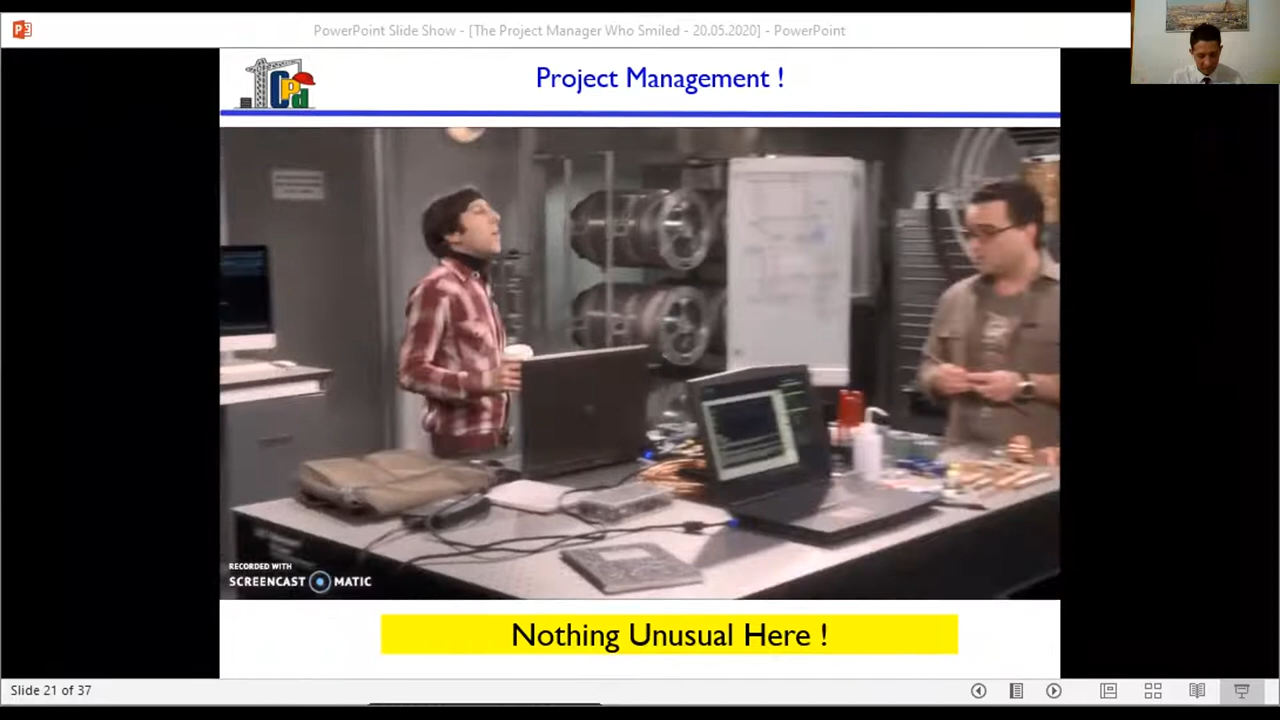 PowerPoint Slide Show - [The Project Manager Who Smiled - 20.05.2020] - PowerPoint
CPd
Project Management !
RECORDED WITH
SCREENCAST MATIC
Nothing Unusual Here !
Slide 21 of 37